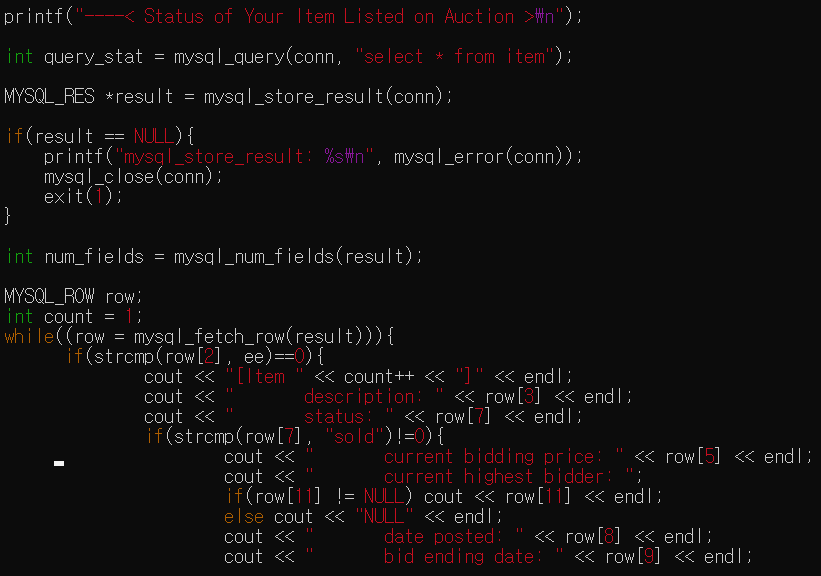 printf("----< Status of Your Item Listed on Auction >₩n");
int query_stat = mysql_query(conn, "select * from item");
MYSQL_RES *result = mysql_store_result(conn);
if(result == NULL){
printf("mysql_store_result: %s₩n", mysql_error(conn));
mysql_close(conn);
exit(1);
}
int num_fields = mysql_num_fields(result);
MYSQL_ROW row;
int count = 1;
while((row = mysql_fetch_row(result))){
if(strcmp(row[2], ee)==0){
cout << "[Item " << count++ << "]" << endl;
cout << "       description: " << row[3] << endl;
cout << "       status: " << row[7] << endl;
if(strcmp(row[7], "sold")!=0){
cout << "       current bidding price: " << row[5] << endl;
cout << "       current highest bidder: ";
if(row[11] != NULL) cout << row[11] << endl;
else cout << "NULL" << endl;
cout << "       date posted: " << row[8] << endl;
cout << "       bid ending date: " << row[9] << endl;